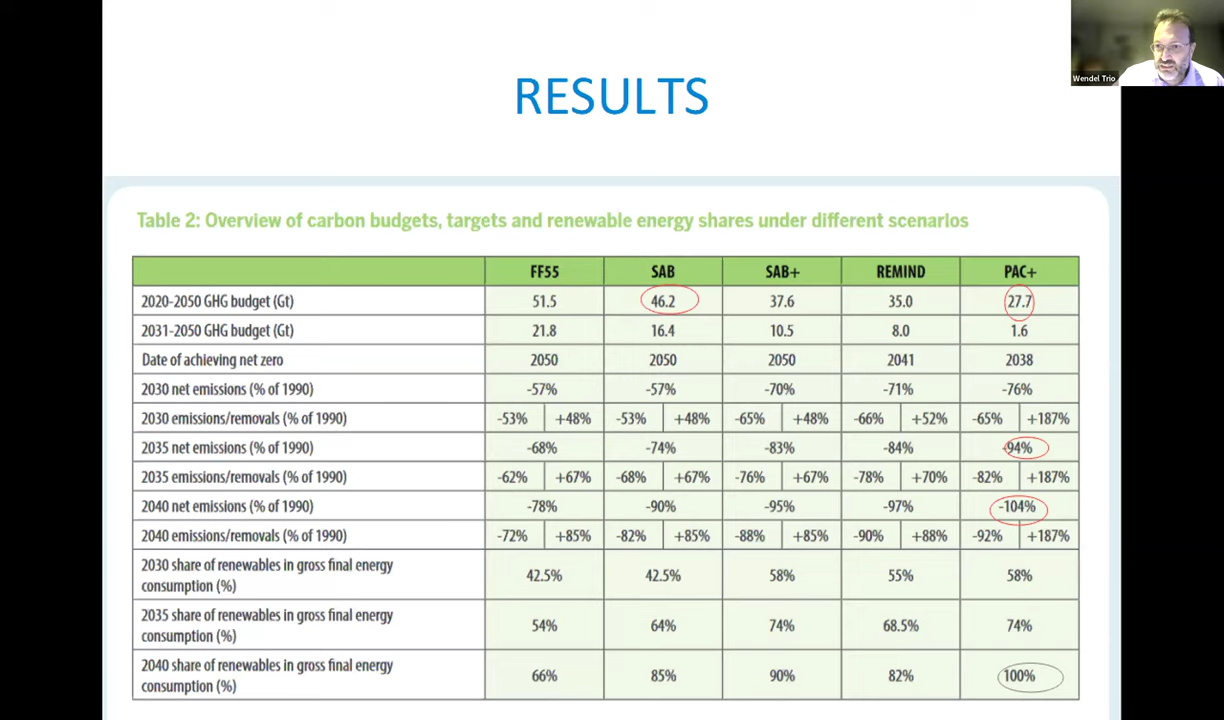 Wendel Trio
RESULTS
Table 2: Overview of carbon budgets, targets and renewable energy shares under different scenarios
FF55 SAB SAB+ REMIND PAC+
2020-2050 GHG budget (Gt) 51.5 46.2 37.6 35.0 27.7
2031-2050 GHG budget (Gt) 21.8 16.4 10.5 8.0 1.6
Date of achieving net zero 2050 2050 2050 2041 2038
2030 net emissions (% of 1990) -57% -57% -70% -71% -76%
2030 emissions/removals (% of 1990) -53% +48% -53% +48% -65% +48% -66% +52% -65% +187%
2035 net emissions (% of 1990) -68% -74% -83% -84% -94%
2035 emissions/removals (% of 1990) -62% +67% -68% +67% -76% +67% -78% +70% -82% +187%
2040 net emissions (% of 1990) -78% -90% -95% -97% -104%
2040 emissions/removals (% of 1990) -72% +85% -82% +85% -88% +85% -90% +88% -92% +187%
2030 share of renewables in gross final energy
consumption (%) 42.5% 42.5% 58% 55% 58%
2035 share of renewables in gross final energy
consumption (%) 54% 64% 74% 68.5% 74%
2040 share of renewables in gross final energy
consumption (%) 66% 85% 90% 82% 100%